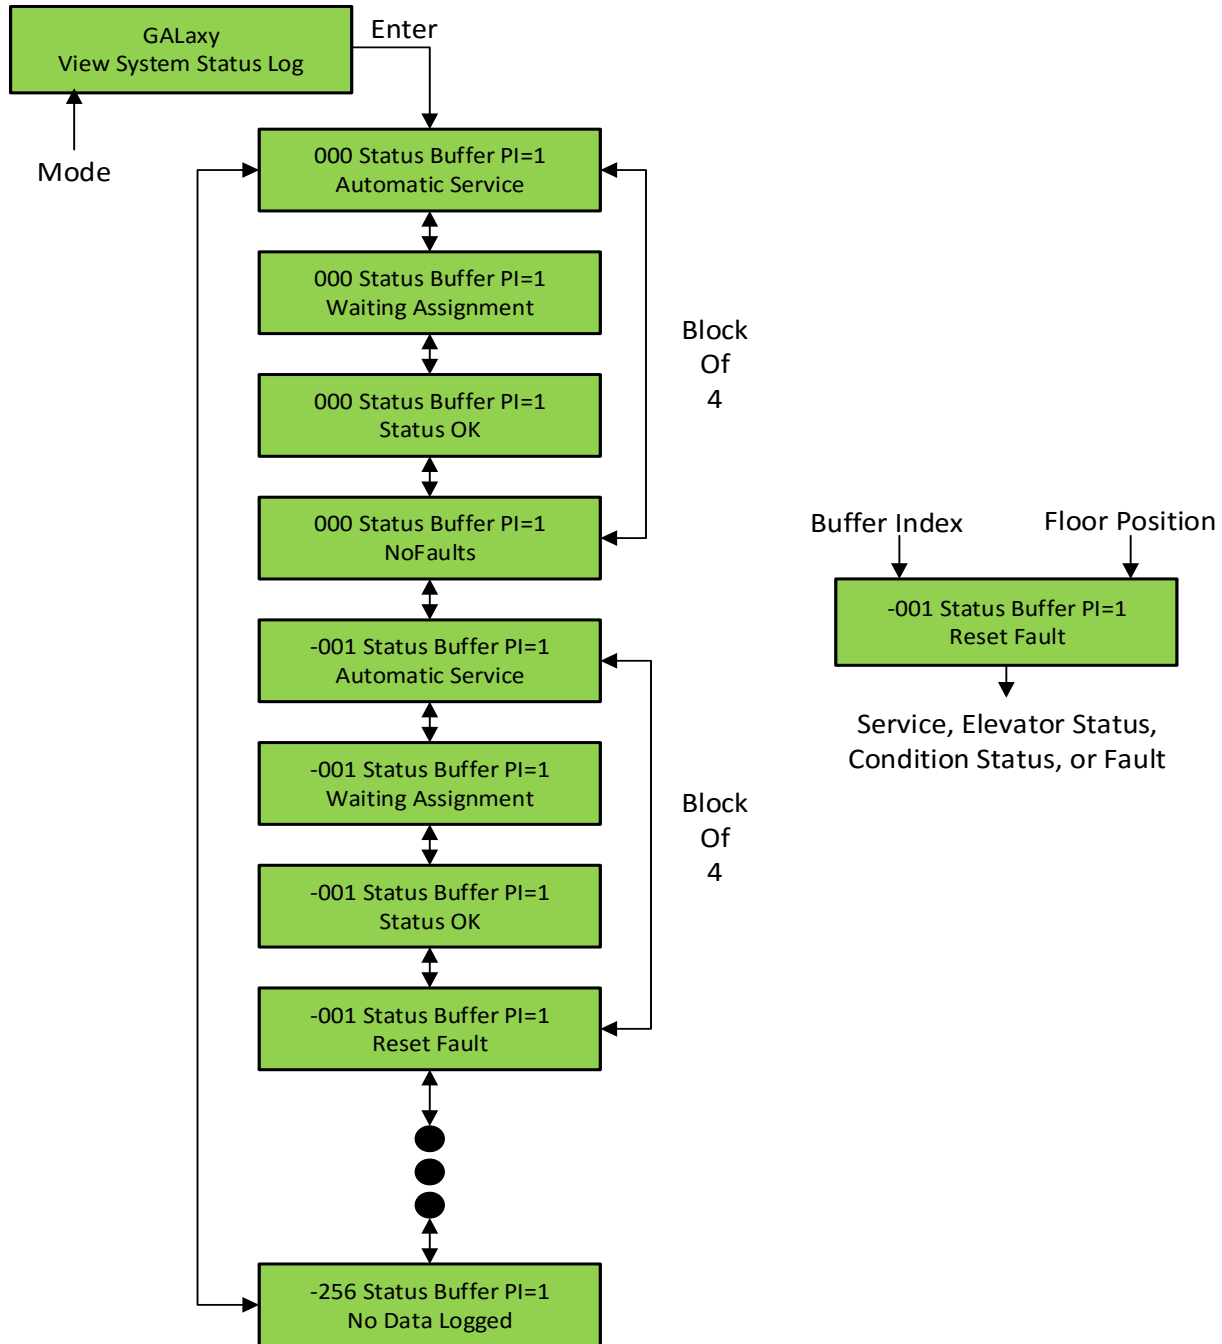 GALaxy
View System Status Log
Enter
Mode
000 Status Buffer PI=1
Automatic Service
000 Status Buffer PI=1
Waiting Assignment
000 Status Buffer PI=1
Status OK
000 Status Buffer PI=1
NoFaults
Block
Of
4
-001 Status Buffer PI=1
Automatic Service
-001 Status Buffer PI=1
Waiting Assignment
-001 Status Buffer PI=1
Status OK
-001 Status Buffer PI=1
Reset Fault
Block
Of
4
-256 Status Buffer PI=1
No Data Logged
Buffer Index
Floor Position
-001 Status Buffer PI=1
Reset Fault
Service, Elevator Status,
Condition Status, or Fault